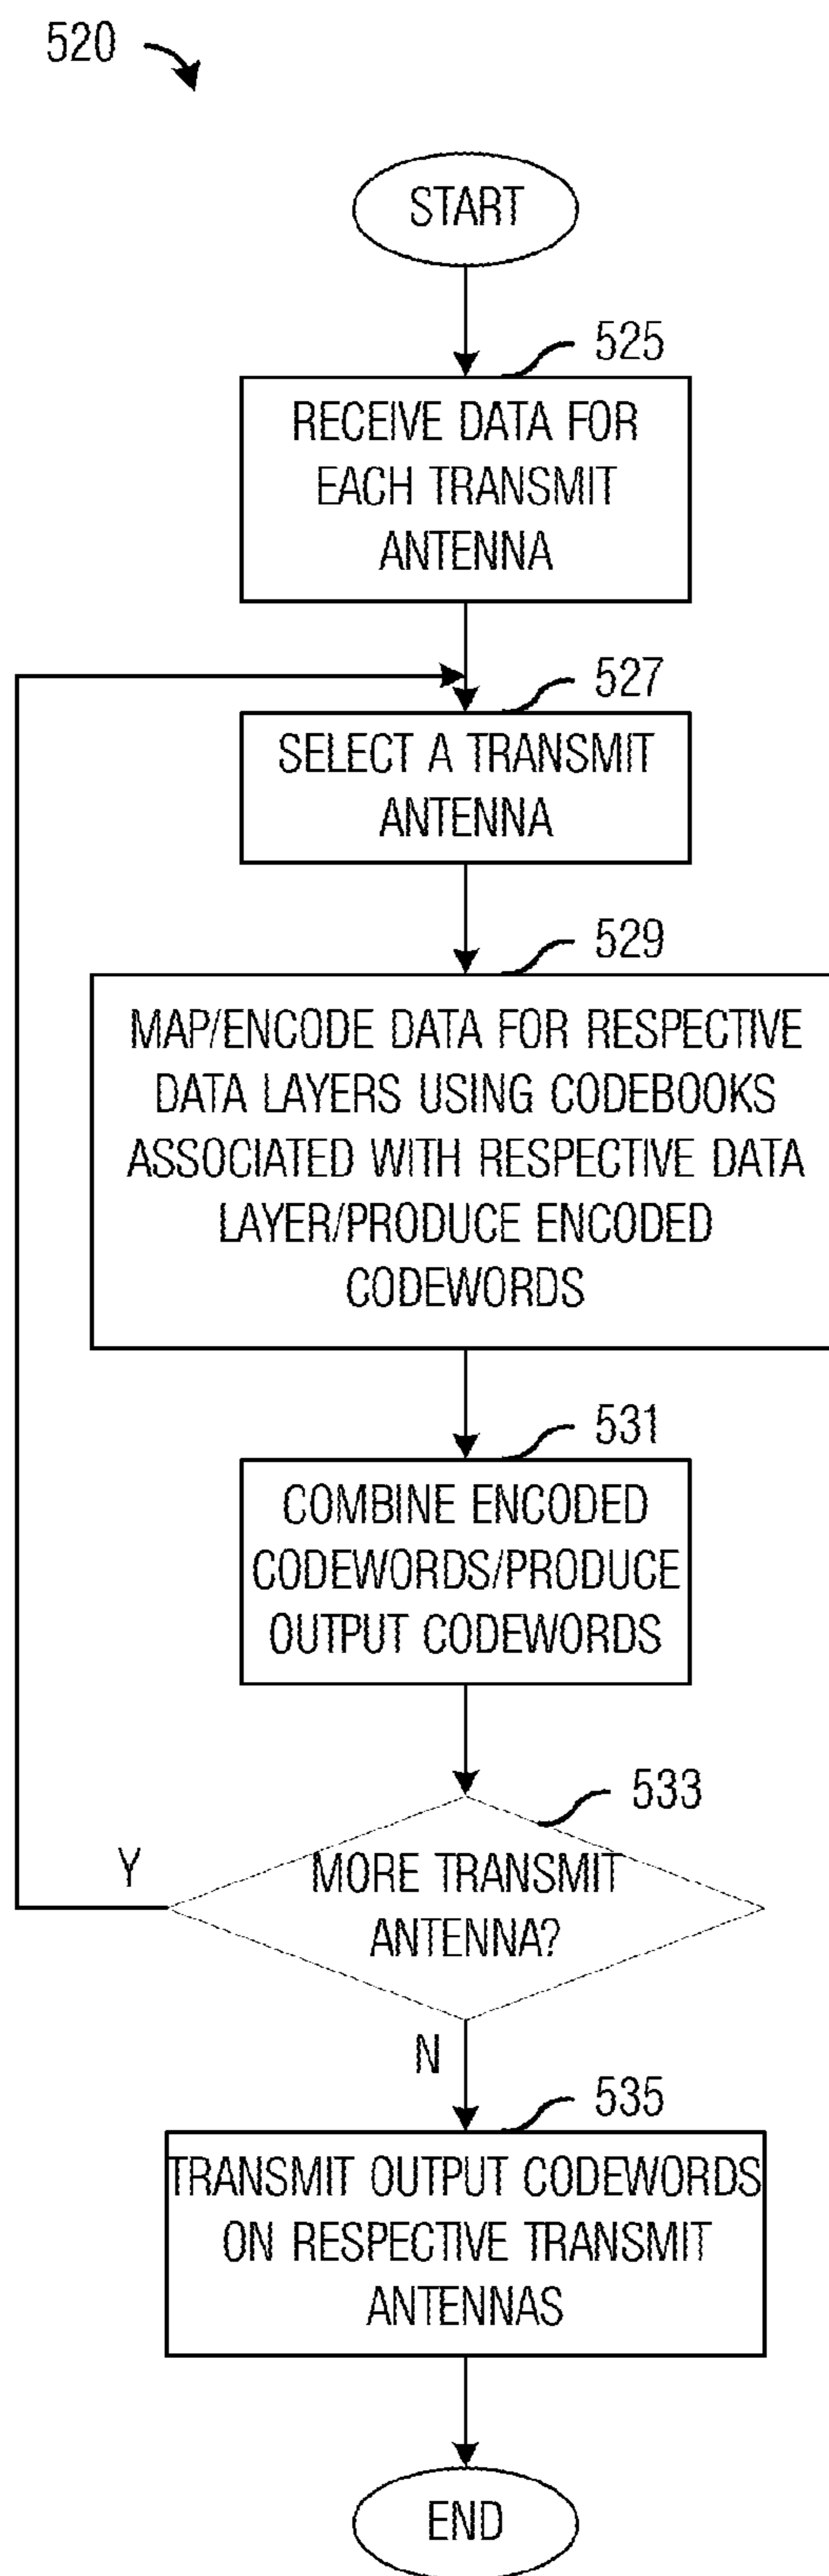 520
START
525
RECEIVE DATA FOR
EACH TRANSMIT
ANTENNA
527
SELECT A TRANSMIT
ANTENNA
529
MAP/ENCODE DATA FOR RESPECTIVE
DATA LAYERS USING CODEBOOKS
ASSOCIATED WITH RESPECTIVE DATA
LAYER/PRODUCE ENCODED
CODEWORDS
531
COMBINE ENCODED
CODEWORDS/PRODUCE
OUTPUT CODEWORDS
533
MORE TRANSMIT
ANTENNA?
Y
N
535
TRANSMIT OUTPUT CODEWORDS
ON RESPECTIVE TRANSMIT
ANTENNAS
END